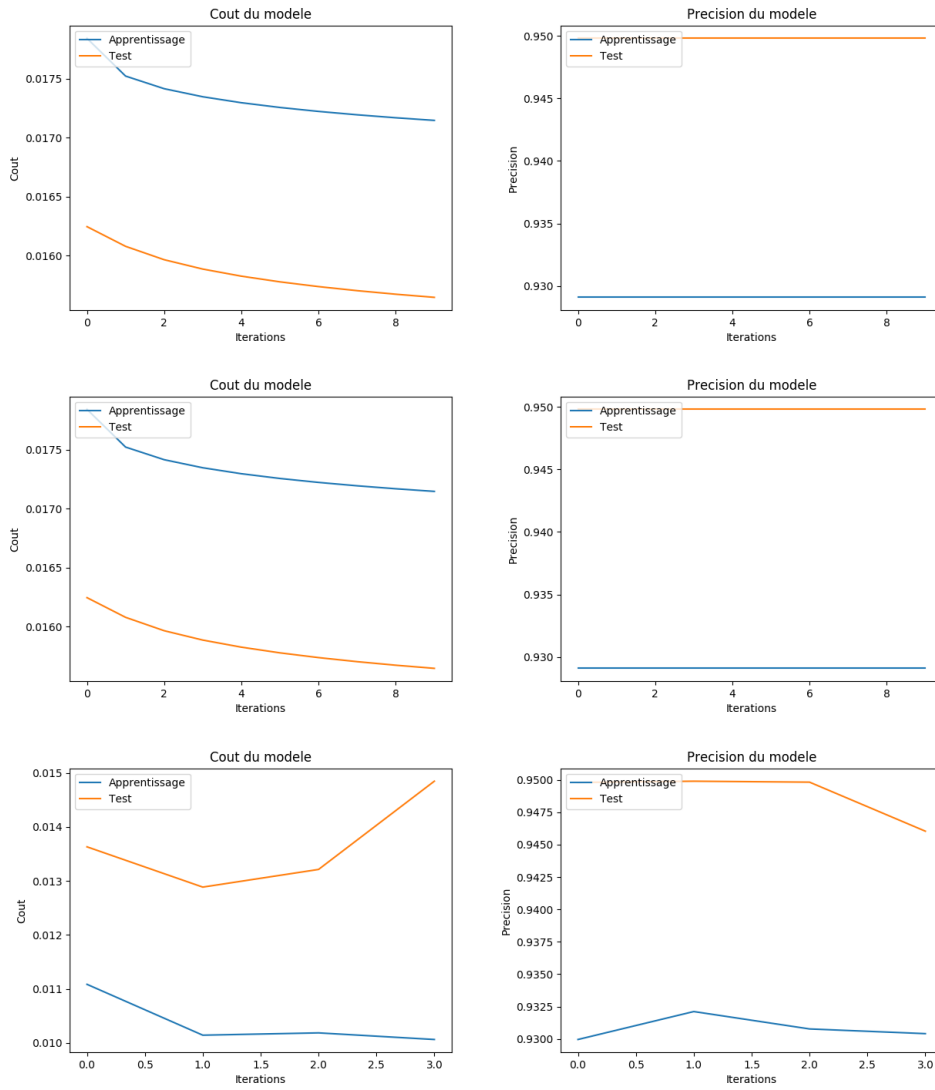 Cout du modele
Precision du modele
Apprentissage
Test
0.0175
0.0170
0.0165
0.0160
Cout
0 2 4 6 8
Iterations
Apprentissage
Test
0.950
0.945
0.940
0.935
0.930
Precision
0 2 4 6 8
Iterations
Cout du modele
Precision du modele
Apprentissage
Test
0.0175
0.0170
0.0165
0.0160
Cout
0 2 4 6 8
Iterations
Apprentissage
Test
0.950
0.945
0.940
0.935
0.930
Precision
0 2 4 6 8
Iterations
Cout du modele
Precision du modele
Apprentissage
Test
0.015
0.014
0.013
0.012
0.011
0.010
Cout
0.0 0.5 1.0 1.5 2.0 2.5 3.0
Iterations
Apprentissage
Test
0.9500
0.9475
0.9450
0.9425
0.9400
0.9375
0.9350
0.9325
0.9300
Precision
0.0 0.5 1.0 1.5 2.0 2.5 3.0
Iterations